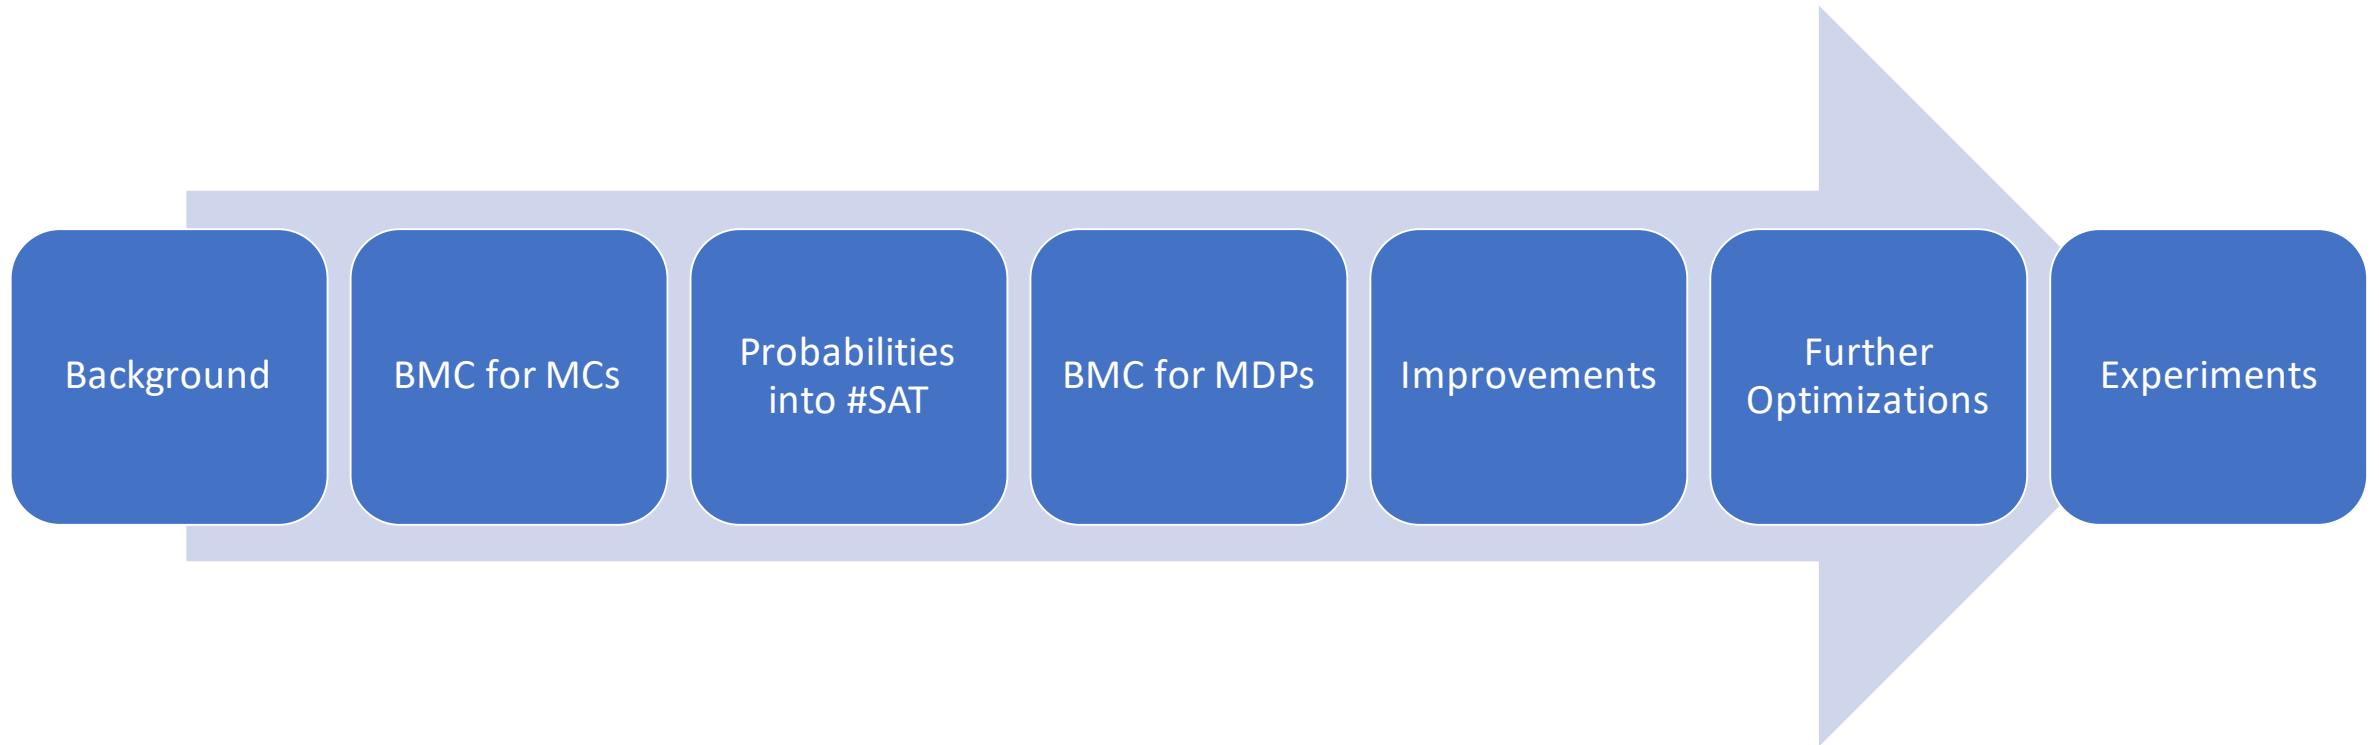 Background
BMC for MCs
Probabilities
into #SAT
BMC for MDPs
Improvements
Further
Optimizations
Experiments